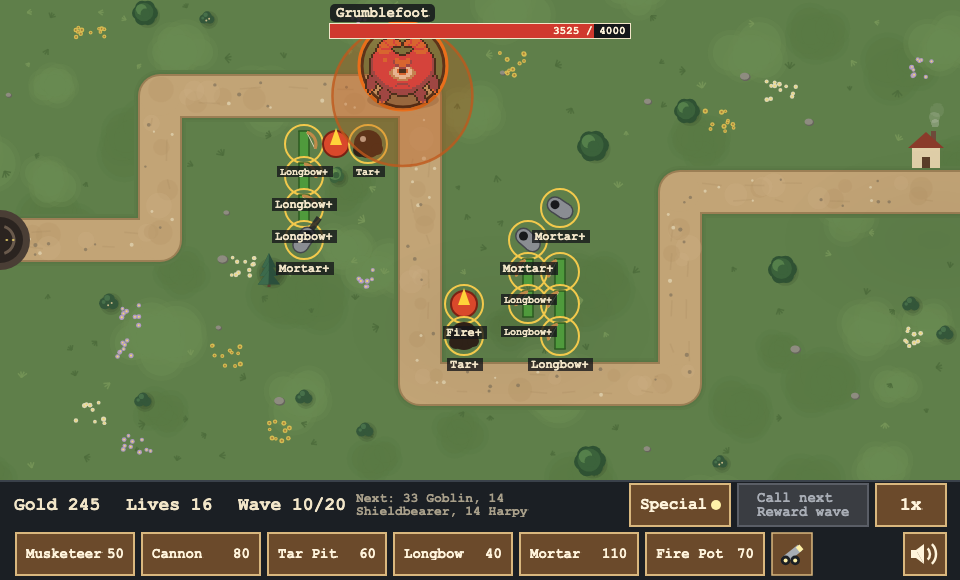 Grumblefoot
3525 / 4000
Longbow+
Tar+
Longbow+
Longbow+
Mortar+
Mortar+
Mortar+
Longbow+
Fire+
Longbow+
Tar+
Longbow+
Gold 245
Lives 16
Wave 10/20
Next: 33 Goblin, 14
Shieldbearer, 14 Harpy
Special
Call next
Reward wave
1x
Musketeer 50
Cannon 80
Tar Pit 60
Longbow 40
Mortar 110
Fire Pot 70